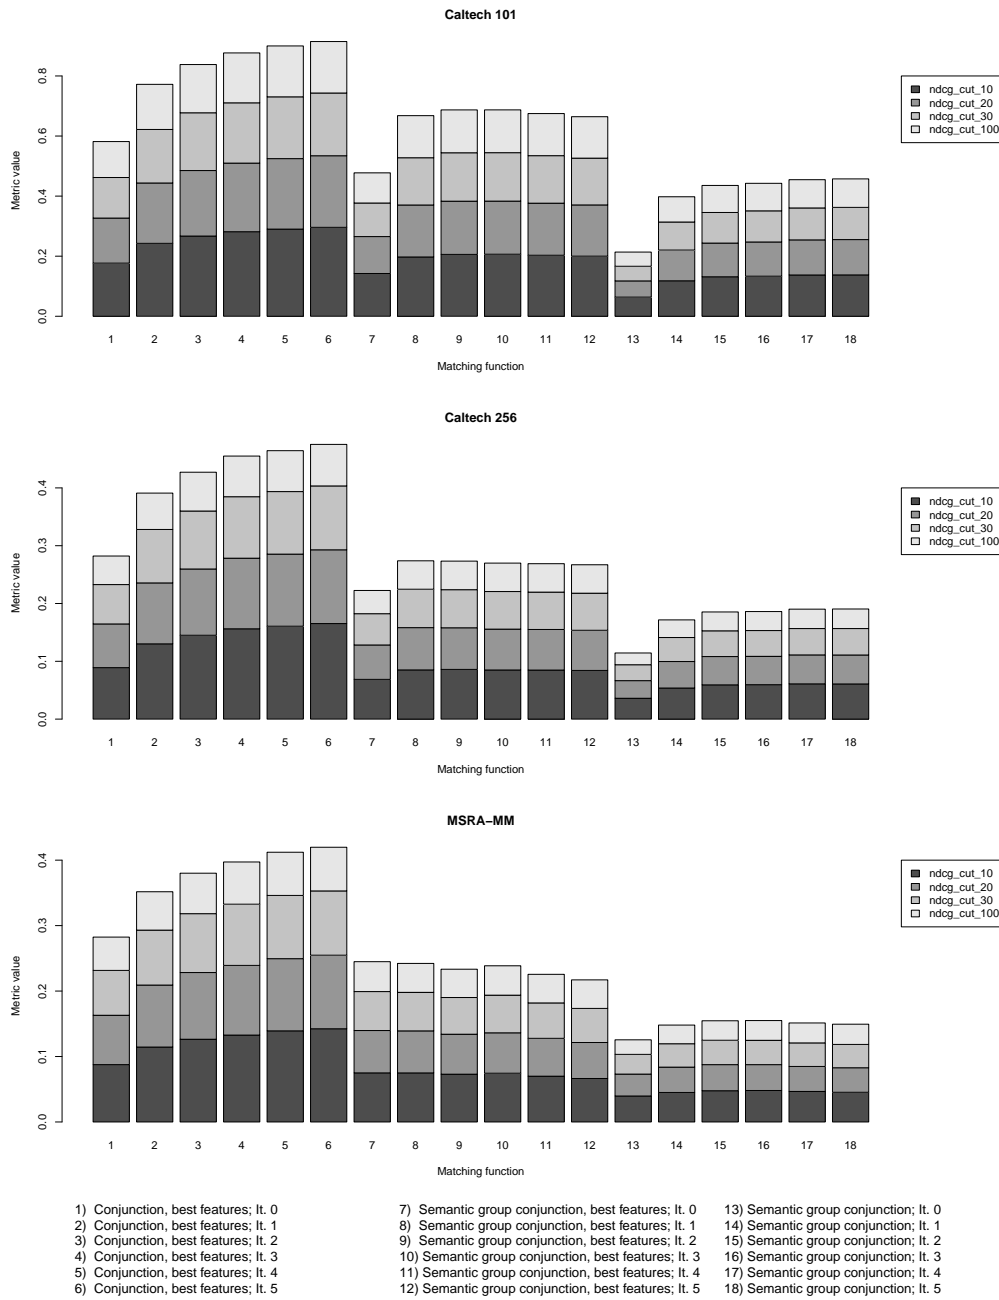 Caltech 101
0.8
0.6
0.4
0.2
0.0
Metric value
ndcg_cut_10
ndcg_cut_20
ndcg_cut_30
ndcg_cut_100
1 2 3 4 5 6 7 8 9 10 11 12 13 14 15 16 17 18
Matching function
Caltech 256
0.4
0.3
0.2
0.1
0.0
Metric value
ndcg_cut_10
ndcg_cut_20
ndcg_cut_30
ndcg_cut_100
1 2 3 4 5 6 7 8 9 10 11 12 13 14 15 16 17 18
Matching function
MSRA−MM
0.4
0.3
0.2
0.1
0.0
Metric value
ndcg_cut_10
ndcg_cut_20
ndcg_cut_30
ndcg_cut_100
1 2 3 4 5 6 7 8 9 10 11 12 13 14 15 16 17 18
Matching function
1) Conjunction, best features; It. 0
2) Conjunction, best features; It. 1
3) Conjunction, best features; It. 2
4) Conjunction, best features; It. 3
5) Conjunction, best features; It. 4
6) Conjunction, best features; It. 5
7) Semantic group conjunction, best features; It. 0
8) Semantic group conjunction, best features; It. 1
9) Semantic group conjunction, best features; It. 2
10) Semantic group conjunction, best features; It. 3
11) Semantic group conjunction, best features; It. 4
12) Semantic group conjunction, best features; It. 5
13) Semantic group conjunction; It. 0
14) Semantic group conjunction; It. 1
15) Semantic group conjunction; It. 2
16) Semantic group conjunction; It. 3
17) Semantic group conjunction; It. 4
18) Semantic group conjunction; It. 5